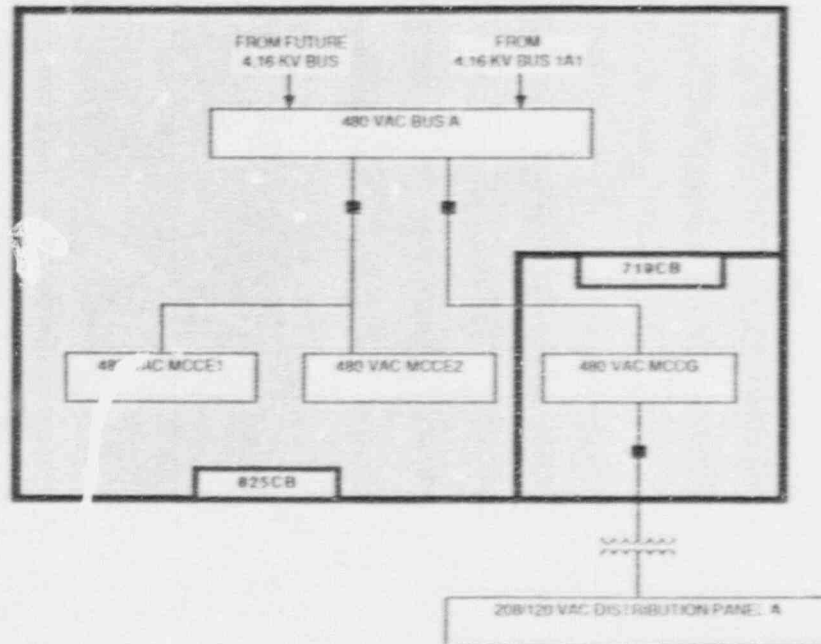 FROM FUTURE
4.16 KV BUS
FROM
4.16 KV BUS 1A1
480 VAC BUS A
719CB
VAC MCCE1
480 VAC MCCE2
480 VAC MCCG
825CB
208/120 VAC DISTRIBUTION PANEL A